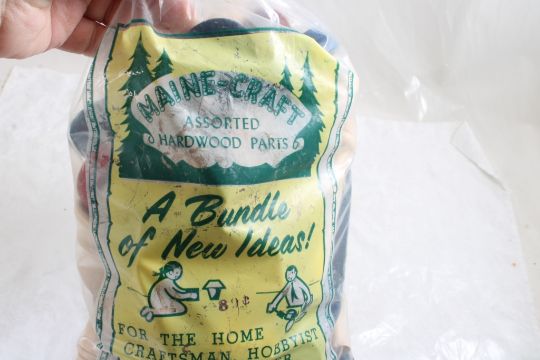 MAINE-CRAFT
ASSORTED
HARDWOOD PARTS
A Bundle
of New Ideas!
89¢
FOR THE HOME
CRAFTSMAN, HOBBYIST